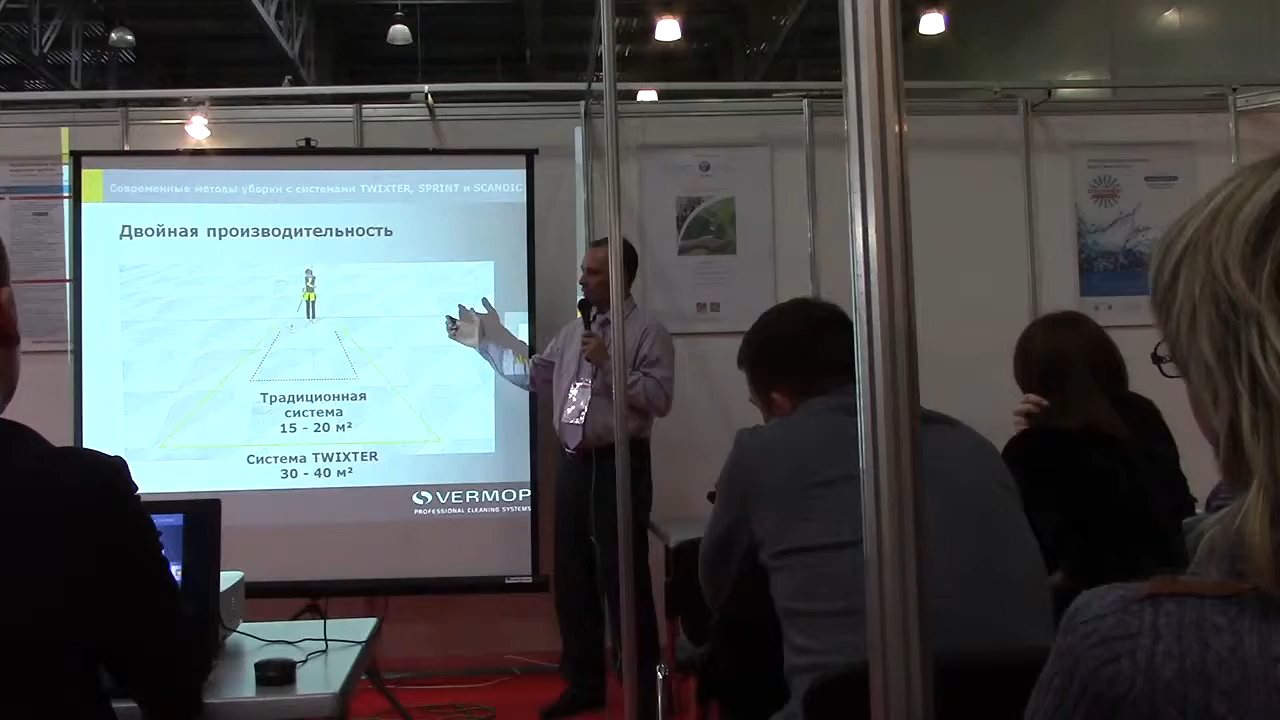 Современные методы уборки с системами TWIXTER, SPRINT и SCANDIC
Двойная производительность
Традиционная
система
15 - 20 м²
Система TWIXTER
30 - 40 м²
VERMOP
PROFESSIONAL CLEANING SYSTEMS